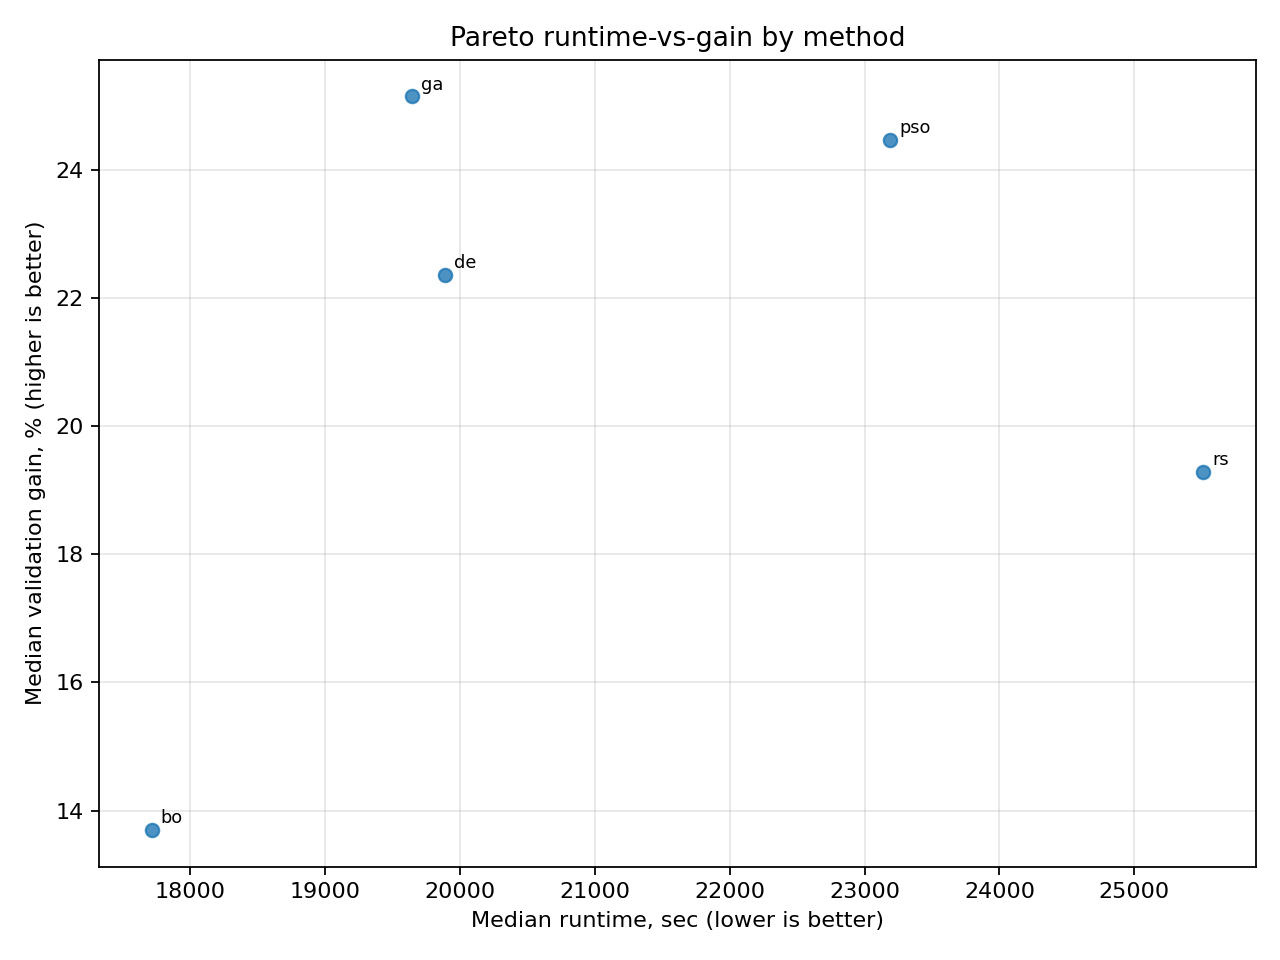 Pareto runtime-vs-gain by method
ga
pso
de
rs
bo
24
22
20
18
16
14
Median validation gain, % (higher is better)
18000 19000 20000 21000 22000 23000 24000 25000
Median runtime, sec (lower is better)